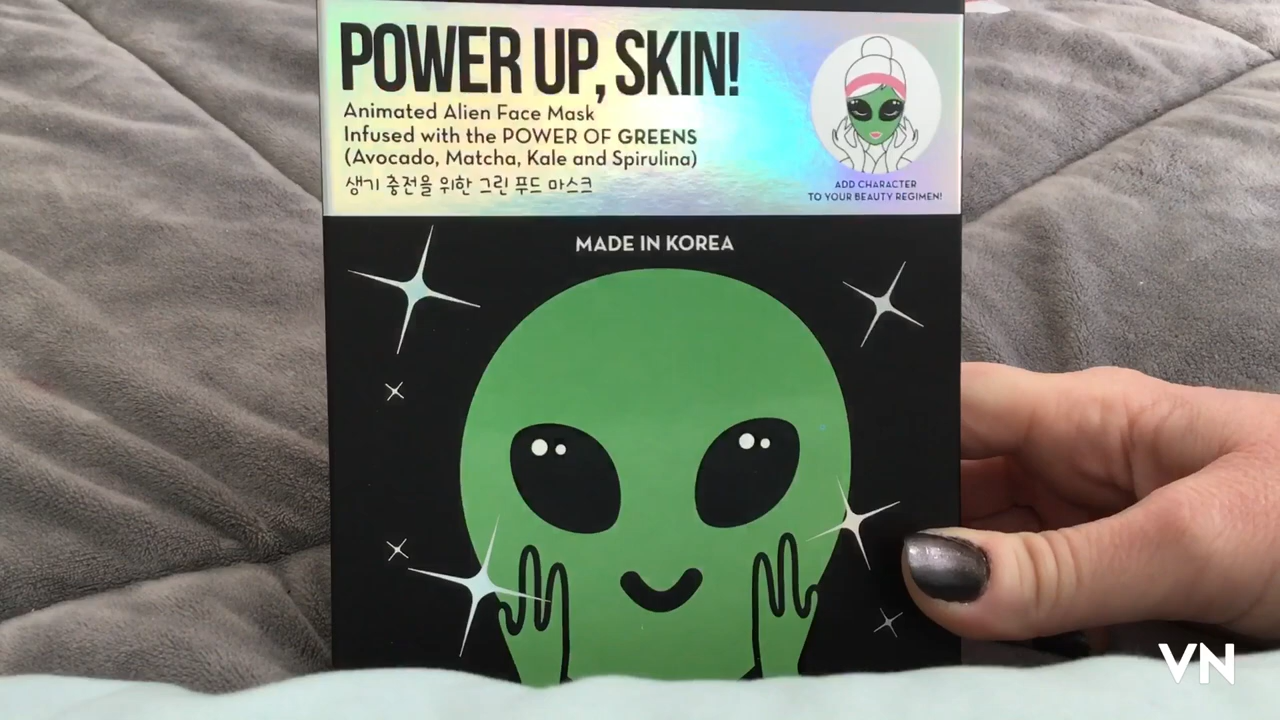 POWER UP, SKIN!
Animated Alien Face Mask
Infused with the POWER OF GREENS
(Avocado, Matcha, Kale and Spirulina)
생기 충전을 위한 그린 푸드 마스크
ADD CHARACTER
TO YOUR BEAUTY REGIMEN!
MADE IN KOREA
VN